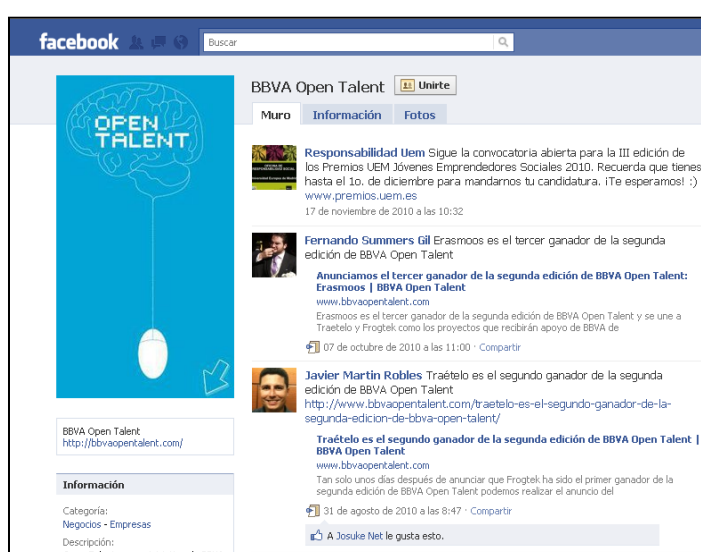 facebook
Buscar
BBVA Open Talent
Unirte
Muro Información Fotos
OPEN
TALENT
Responsabilidad Uem Sigue la convocatoria abierta para la III edición de
los Premios UEM Jóvenes Emprendedores Sociales 2010. Recuerda que tienes
hasta el 1o. de diciembre para mandarnos tu candidatura. ¡Te esperamos! :)
www.premios.uem.es
17 de noviembre de 2010 a las 10:32
Fernando Summers Gil Erasmoos es el tercer ganador de la segunda
edición de BBVA Open Talent
Anunciamos el tercer ganador de la segunda edición de BBVA Open Talent:
Erasmoos | BBVA Open Talent
www.bbvaopentalent.com
Erasmoos es el tercer ganador de la segunda edición de BBVA Open Talent y se une a
Traetelo y Frogtek como los proyectos que recibirán apoyo de BBVA de
07 de octubre de 2010 a las 11:00 · Compartir
Javier Martin Robles Traételo es el segundo ganador de la segunda
edición de BBVA Open Talent
http://www.bbvaopentalent.com/traetelo-es-el-segundo-ganador-de-la-
segunda-edicion-de-bbva-open-talent/
Traételo es el segundo ganador de la segunda edición de BBVA Open Talent |
BBVA Open Talent
www.bbvaopentalent.com
Tan solo unos días después de anunciar que Frogtek ha sido el primer ganador de la
segunda edición de BBVA Open Talent podemos realizar el anuncio del
31 de agosto de 2010 a las 8:47 · Compartir
A Josuke Net le gusta esto.
BBVA Open Talent
http://bbvaopentalent.com/
Información
Categoría:
Negocios - Empresas
Descripción: